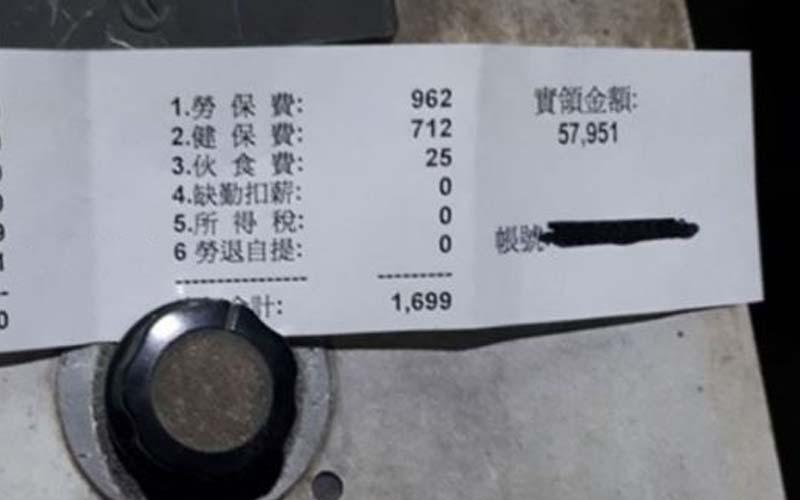 1.勞 保 費: 962
2.健 保 費: 712
3.伙 食 費: 25
4.缺勤扣薪: 0
5.所 得 稅: 0
6 勞退自提: 0
計: 1,699
實領金額:
57,951
帳號